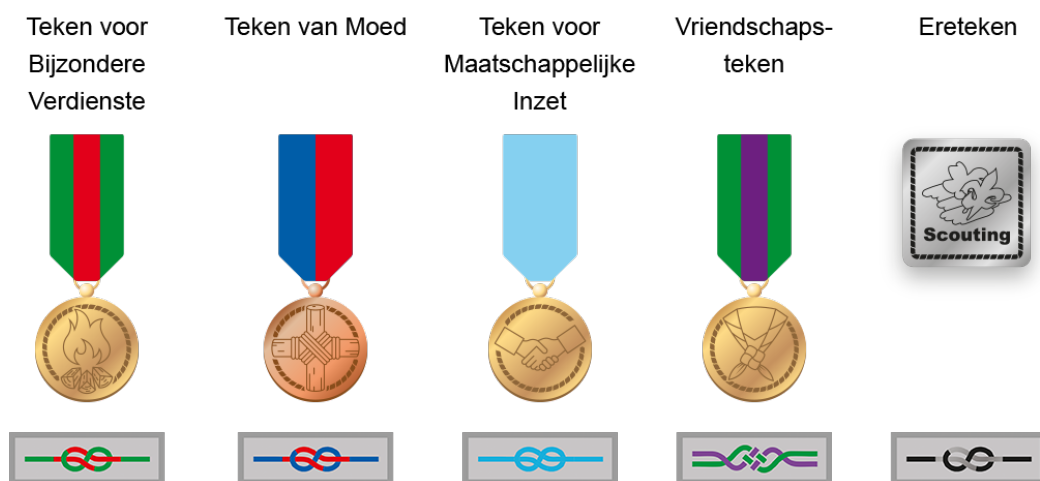 Teken voor
Bijzondere
Verdienste
Teken van Moed
Teken voor
Maatschappelijke
Inzet
Vriendschaps-
teken
Ereteken
Scouting